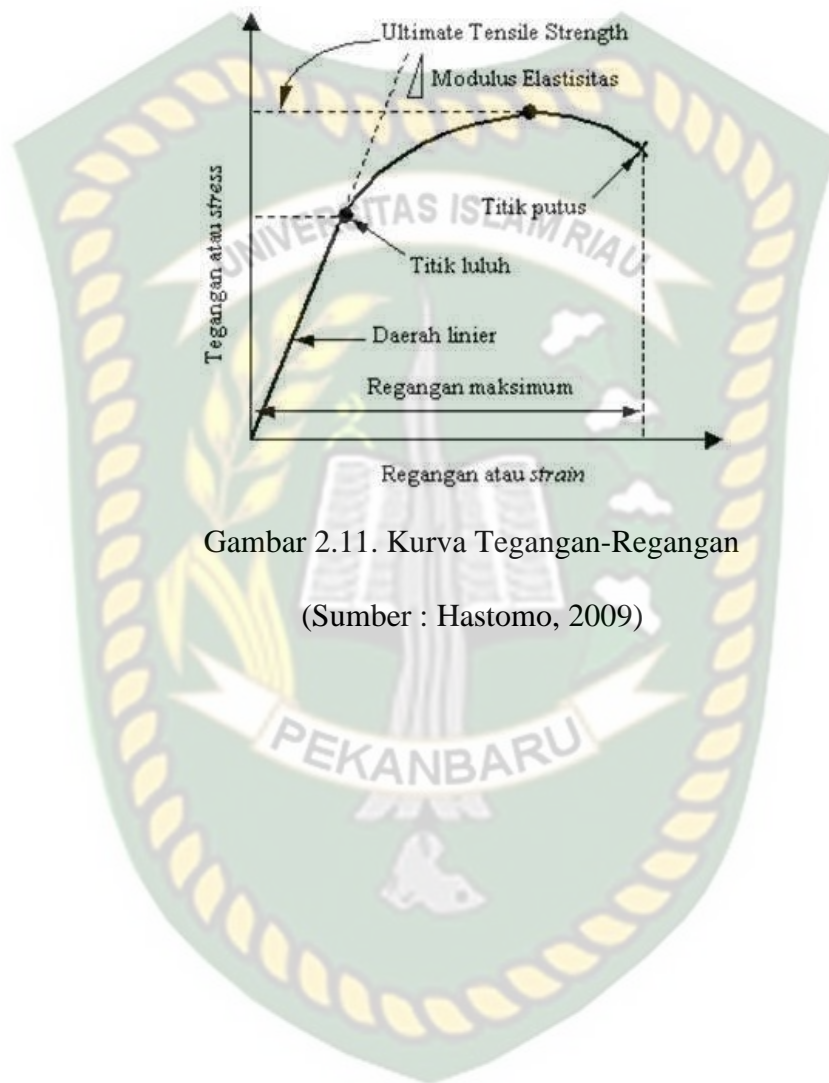 Ultimate Tensile Strength
Modulus Elastisitas
Tegangan atau stress
UNIVERSITAS ISLAM RIAU
Titik putus
Titik luluh
Daerah linier
Regangan maksimum
Regangan atau strain
Gambar 2.11. Kurva Tegangan-Regangan
(Sumber : Hastomo, 2009)
PEKANBARU